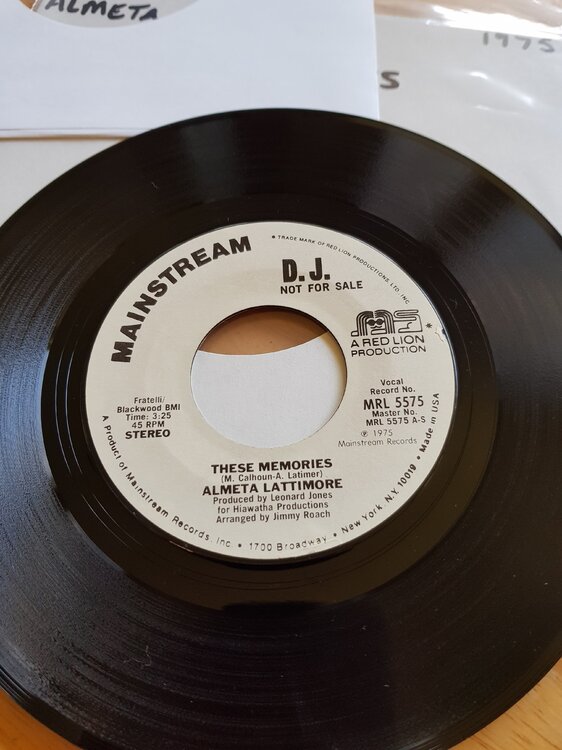 ALMETA
1975
S
MAINSTREAM
• TRADE MARK OF RED LION PRODUCTIONS, LTD., INC.
D.J.
NOT FOR SALE
A RED LION
PRODUCTION
*
Fratelli/
Blackwood BMI
Time: 3:25
45 RPM
STEREO
Vocal
Record No.
MRL 5575
Master No.
MRL 5575 A-S
℗ 1975
Mainstream Records
THESE MEMORIES
(M. Calhoun-A. Latimer)
ALMETA LATTIMORE
Produced by Leonard Jones
for Hiawatha Productions
Arranged by Jimmy Roach
A Product of Mainstream Records, Inc. • 1700 Broadway • New York, N.Y. 10019 • Made in USA